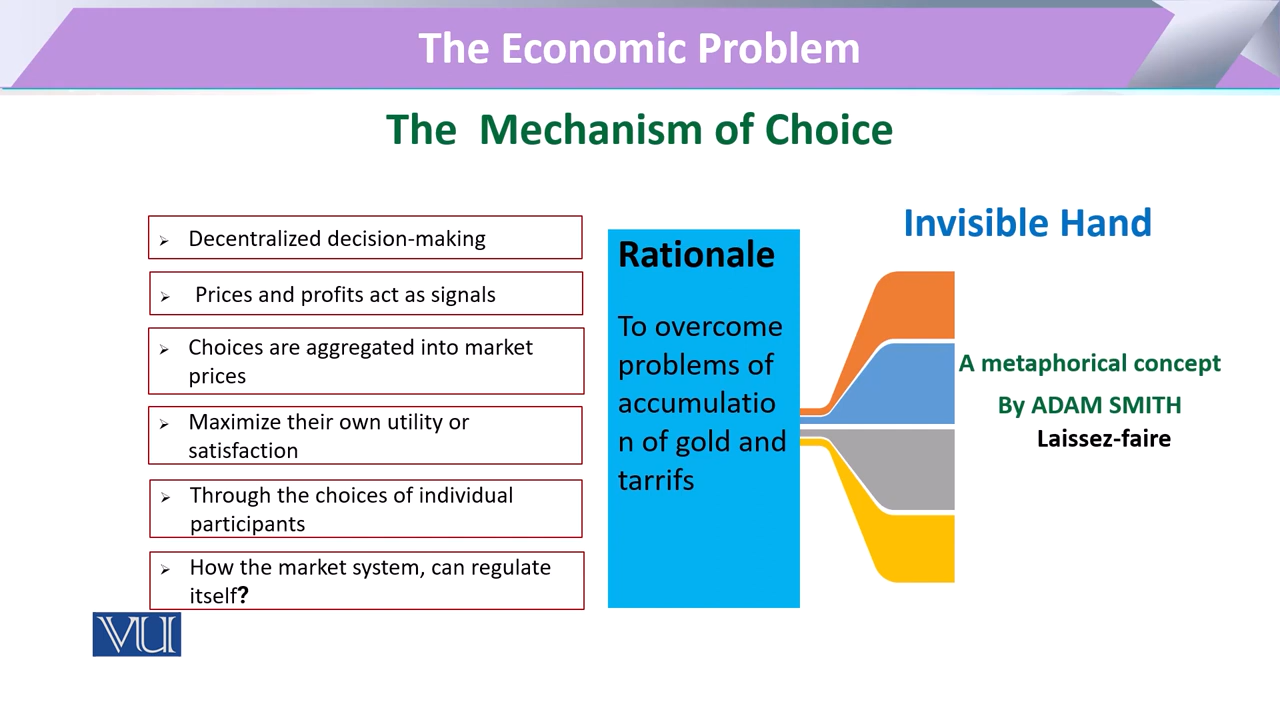 The Economic Problem
The Mechanism of Choice
Decentralized decision-making
Prices and profits act as signals
Choices are aggregated into market
prices
Maximize their own utility or
satisfaction
Through the choices of individual
participants
How the market system, can regulate
itself?
Rationale
To overcome
problems of
accumulatio
n of gold and
tarrifs
Invisible Hand
A metaphorical concept
By ADAM SMITH
Laissez-faire
VU